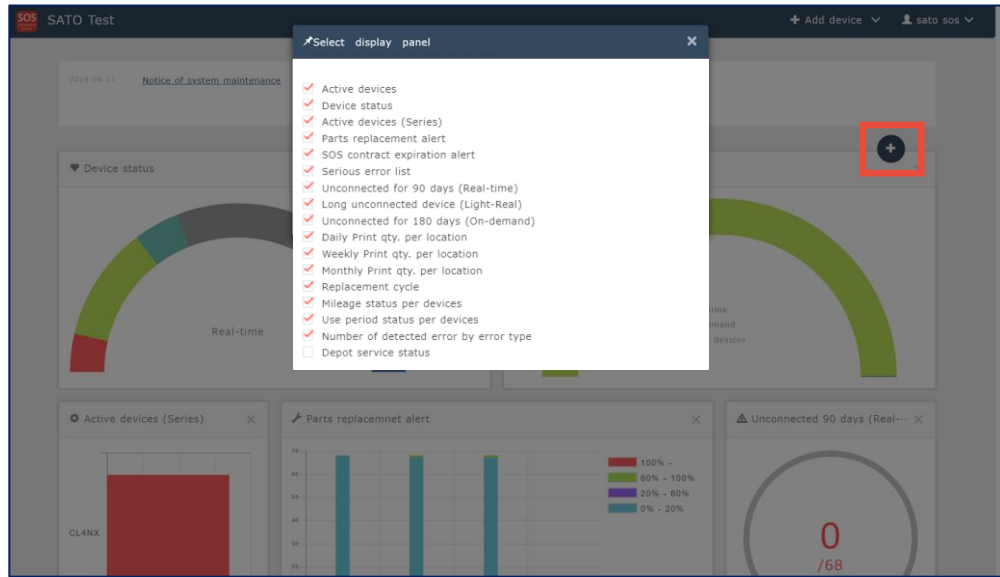 SOS SATO Test
Add device
sato sos
Select display panel
Notice of system maintenance
Active devices
Device status
Active devices (Series)
Parts replacement alert
SOS contract expiration alert
Serious error list
Unconnected for 90 days (Real-time)
Long unconnected device (Light-Real)
Unconnected for 180 days (On-demand)
Daily Print qty. per location
Weekly Print qty. per location
Monthly Print qty. per location
Replacement cycle
Mileage status per devices
Use period status per devices
Number of detected error by error type
Depot service status
Device status
Real-time
time
mand
devices
Active devices (Series)
Parts replacemnet alert
Unconnected 90 days (Real-...
100% ~
60% - 100%
20% - 60%
0% - 20%
CL4NX
0
/68